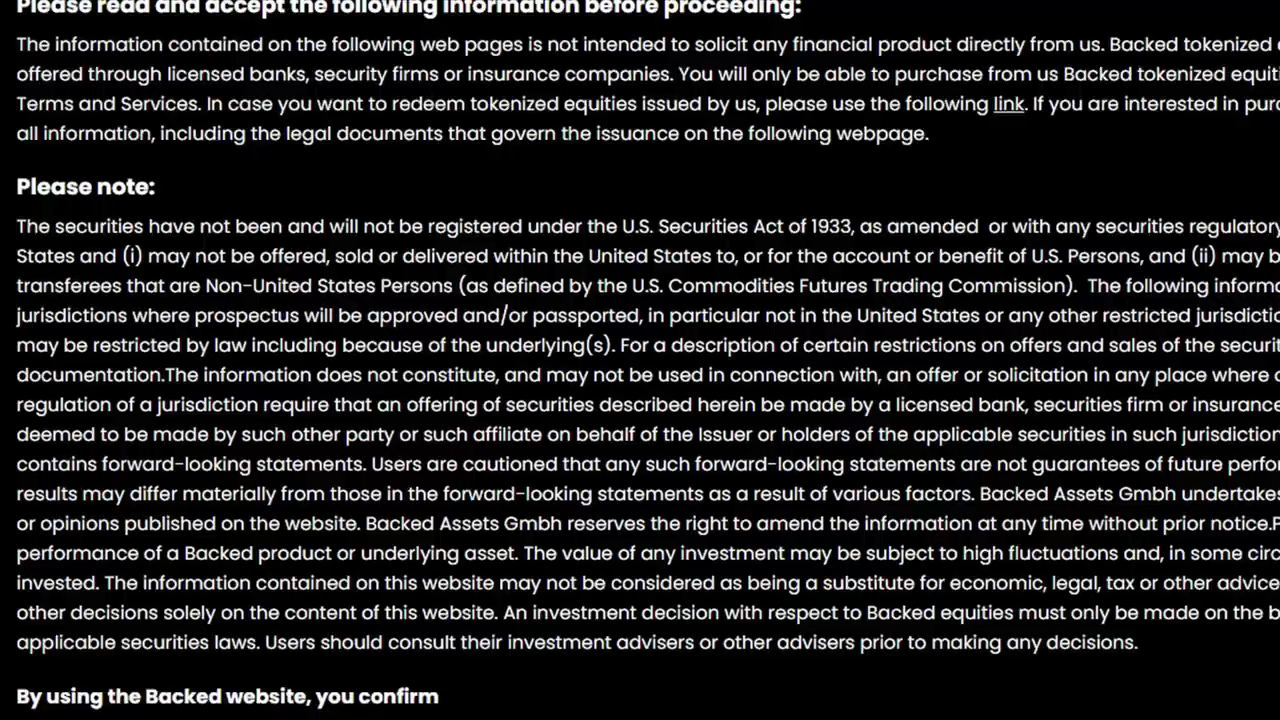 Please read and accept the following information before proceeding:
The information contained on the following web pages is not intended to solicit any financial product directly from us. Backed tokenized
offered through licensed banks, security firms or insurance companies. You will only be able to purchase from us Backed tokenized equiti
Terms and Services. In case you want to redeem tokenized equities issued by us, please use the following link. If you are interested in pur
all information, including the legal documents that govern the issuance on the following webpage.
Please note:
The securities have not been and will not be registered under the U.S. Securities Act of 1933, as amended or with any securities regulatory
States and (i) may not be offered, sold or delivered within the United States to, or for the account or benefit of U.S. Persons, and (ii) may b
transferees that are Non-United States Persons (as defined by the U.S. Commodities Futures Trading Commission). The following informa
jurisdictions where prospectus will be approved and/or passported, in particular not in the United States or any other restricted jurisdictio
may be restricted by law including because of the underlying(s). For a description of certain restrictions on offers and sales of the securit
documentation.The information does not constitute, and may not be used in connection with, an offer or solicitation in any place where
regulation of a jurisdiction require that an offering of securities described herein be made by a licensed bank, securities firm or insurance
deemed to be made by such other party or such affiliate on behalf of the Issuer or holders of the applicable securities in such jurisdiction
contains forward-looking statements. Users are cautioned that any such forward-looking statements are not guarantees of future perfor
results may differ materially from those in the forward-looking statements as a result of various factors. Backed Assets Gmbh undertakes
or opinions published on the website. Backed Assets Gmbh reserves the right to amend the information at any time without prior notice.P
performance of a Backed product or underlying asset. The value of any investment may be subject to high fluctuations and, in some circ
invested. The information contained on this website may not be considered as being a substitute for economic, legal, tax or other advice
other decisions solely on the content of this website. An investment decision with respect to Backed equities must only be made on the b
applicable securities laws. Users should consult their investment advisers or other advisers prior to making any decisions.
By using the Backed website, you confirm